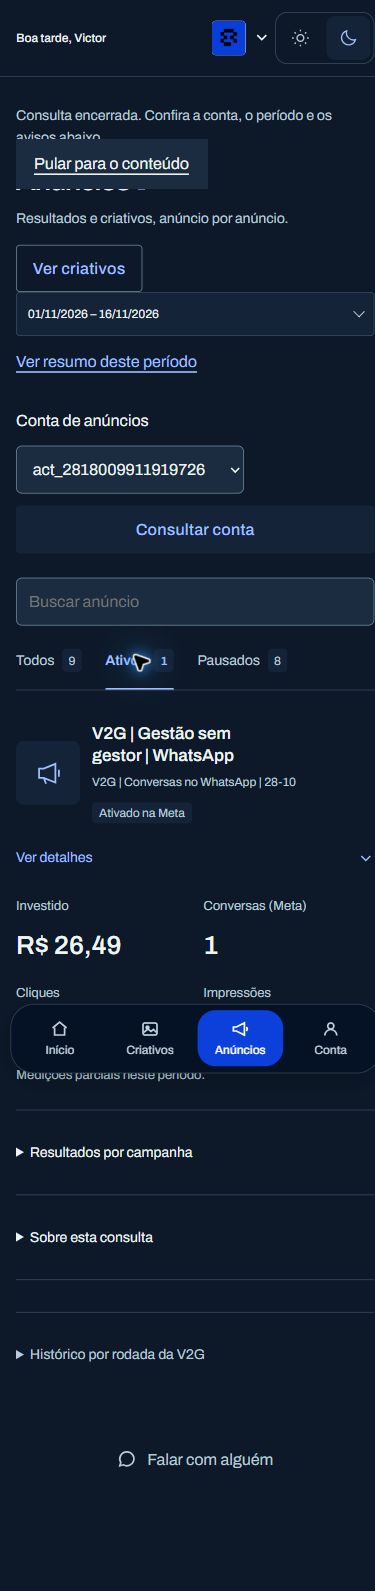 Boa tarde, Victor
Consulta encerrada. Confira a conta, o período e os
avisos abaixo.
Pular para o conteúdo
Resultados e criativos, anúncio por anúncio.
Ver criativos
01/11/2026 – 16/11/2026
Ver resumo deste período
Conta de anúncios
act_2818009911919726
Consultar conta
Buscar anúncio
Todos 9 1 Pausados 8
V2G | Gestão sem
gestor | WhatsApp
V2G | Conversas no WhatsApp | 28-10
Ativado na Meta
Ver detalhes
Investido Conversas (Meta)
R$ 26,49 1
Cliques Impressões
Início Criativos Anúncios Conta
Medições parciais neste período.
Resultados por campanha
Sobre esta consulta
Histórico por rodada da V2G
Falar com alguém